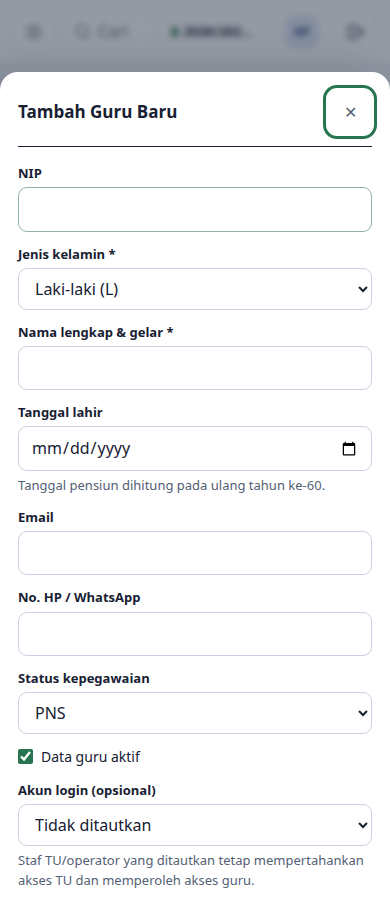 Cari
Tambah Guru Baru
×
NIP
Jenis kelamin *
Laki-laki (L)
Nama lengkap & gelar *
Tanggal lahir
mm/dd/yyyy
Tanggal pensiun dihitung pada ulang tahun ke-60.
Email
No. HP / WhatsApp
Status kepegawaian
PNS
Data guru aktif
Akun login (opsional)
Tidak ditautkan
Staf TU/operator yang ditautkan tetap mempertahankan
akses TU dan memperoleh akses guru.